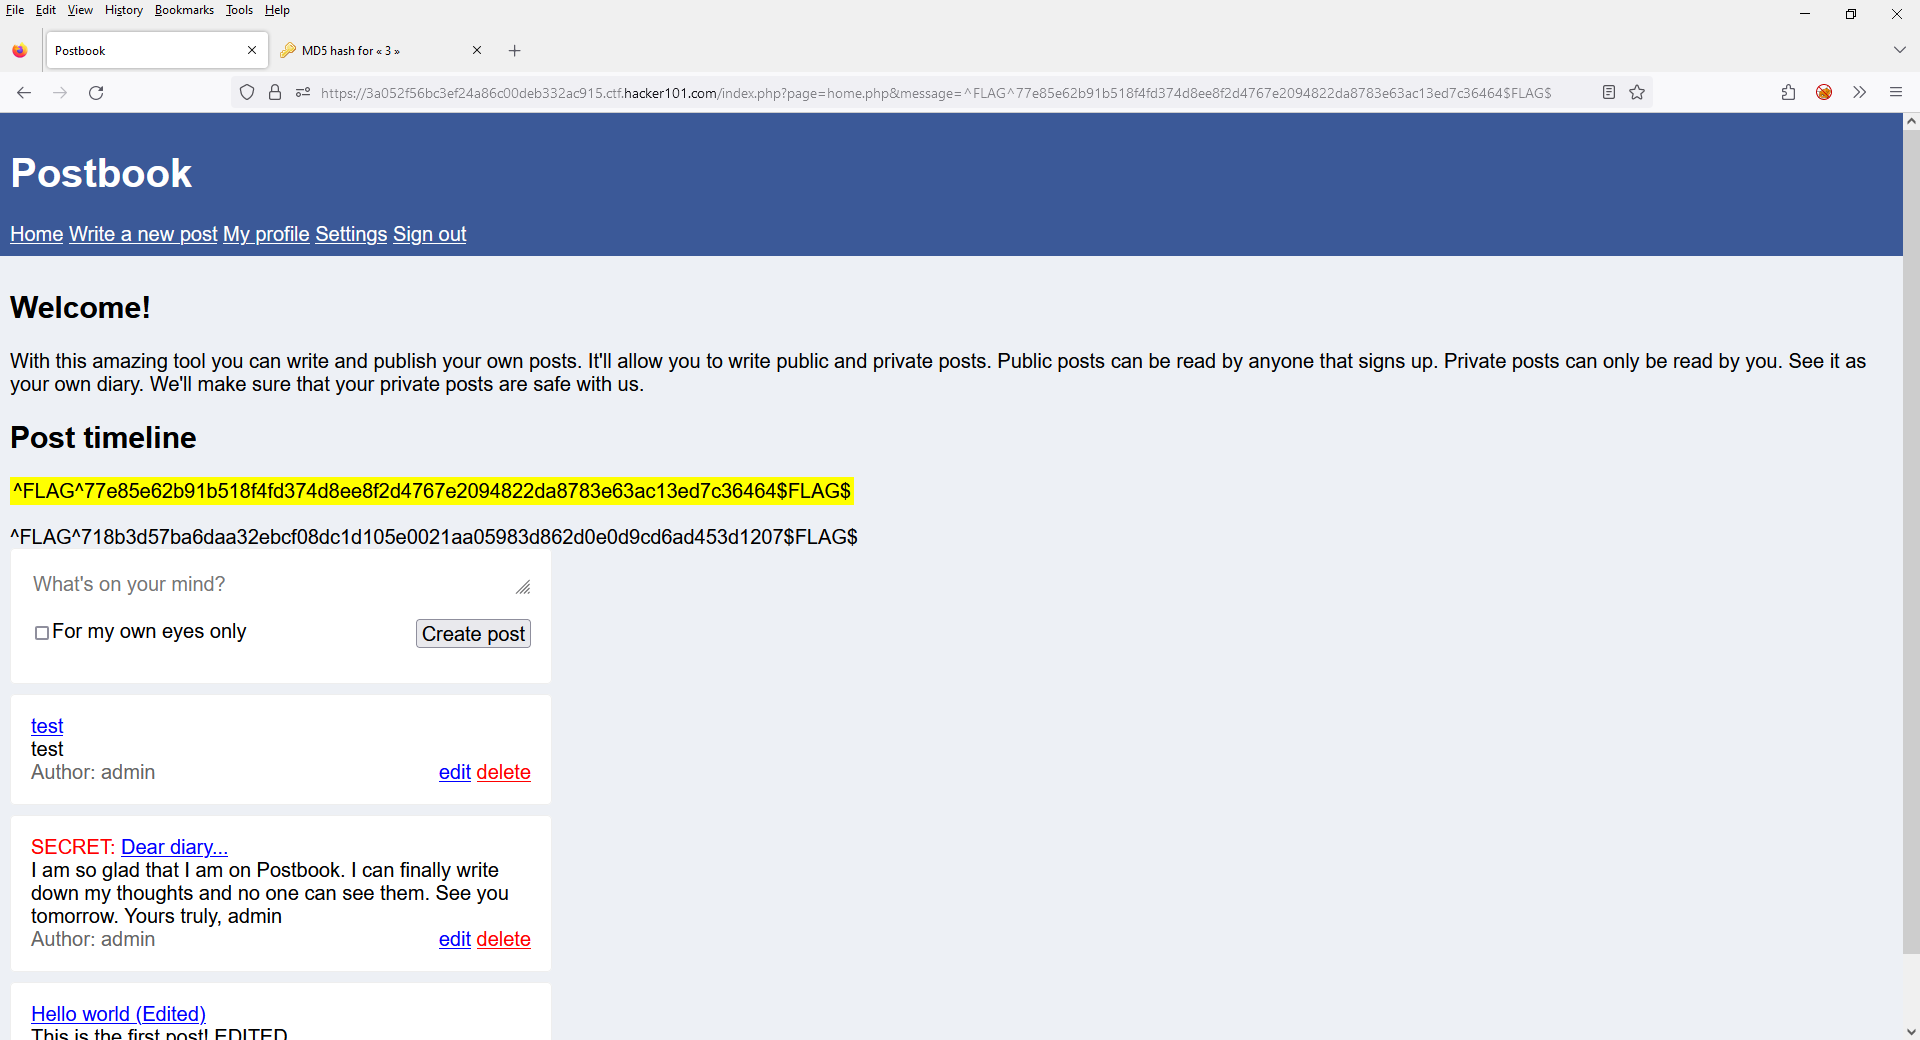 File Edit View History Bookmarks Tools Help
Postbook
MD5 hash for « 3 »
https://3a052f56bc3ef24a86c00deb332ac915.ctf.hacker101.com/index.php?page=home.php&message=^FLAG^77e85e62b91b518f4fd374d8ee8f2d4767e2094822da8783e63ac13ed7c36464$FLAG$
Postbook
Home Write a new post My profile Settings Sign out
Welcome!
With this amazing tool you can write and publish your own posts. It'll allow you to write public and private posts. Public posts can be read by anyone that signs up. Private posts can only be read by you. See it as
your own diary. We'll make sure that your private posts are safe with us.
Post timeline
^FLAG^77e85e62b91b518f4fd374d8ee8f2d4767e2094822da8783e63ac13ed7c36464$FLAG$
^FLAG^718b3d57ba6daa32ebcf08dc1d105e0021aa05983d862d0e0d9cd6ad453d1207$FLAG$
What's on your mind?
For my own eyes only Create post
test
test
Author: admin edit delete
SECRET: Dear diary...
I am so glad that I am on Postbook. I can finally write
down my thoughts and no one can see them. See you
tomorrow. Yours truly, admin
Author: admin edit delete
Hello world (Edited)
This is the first post! EDITED